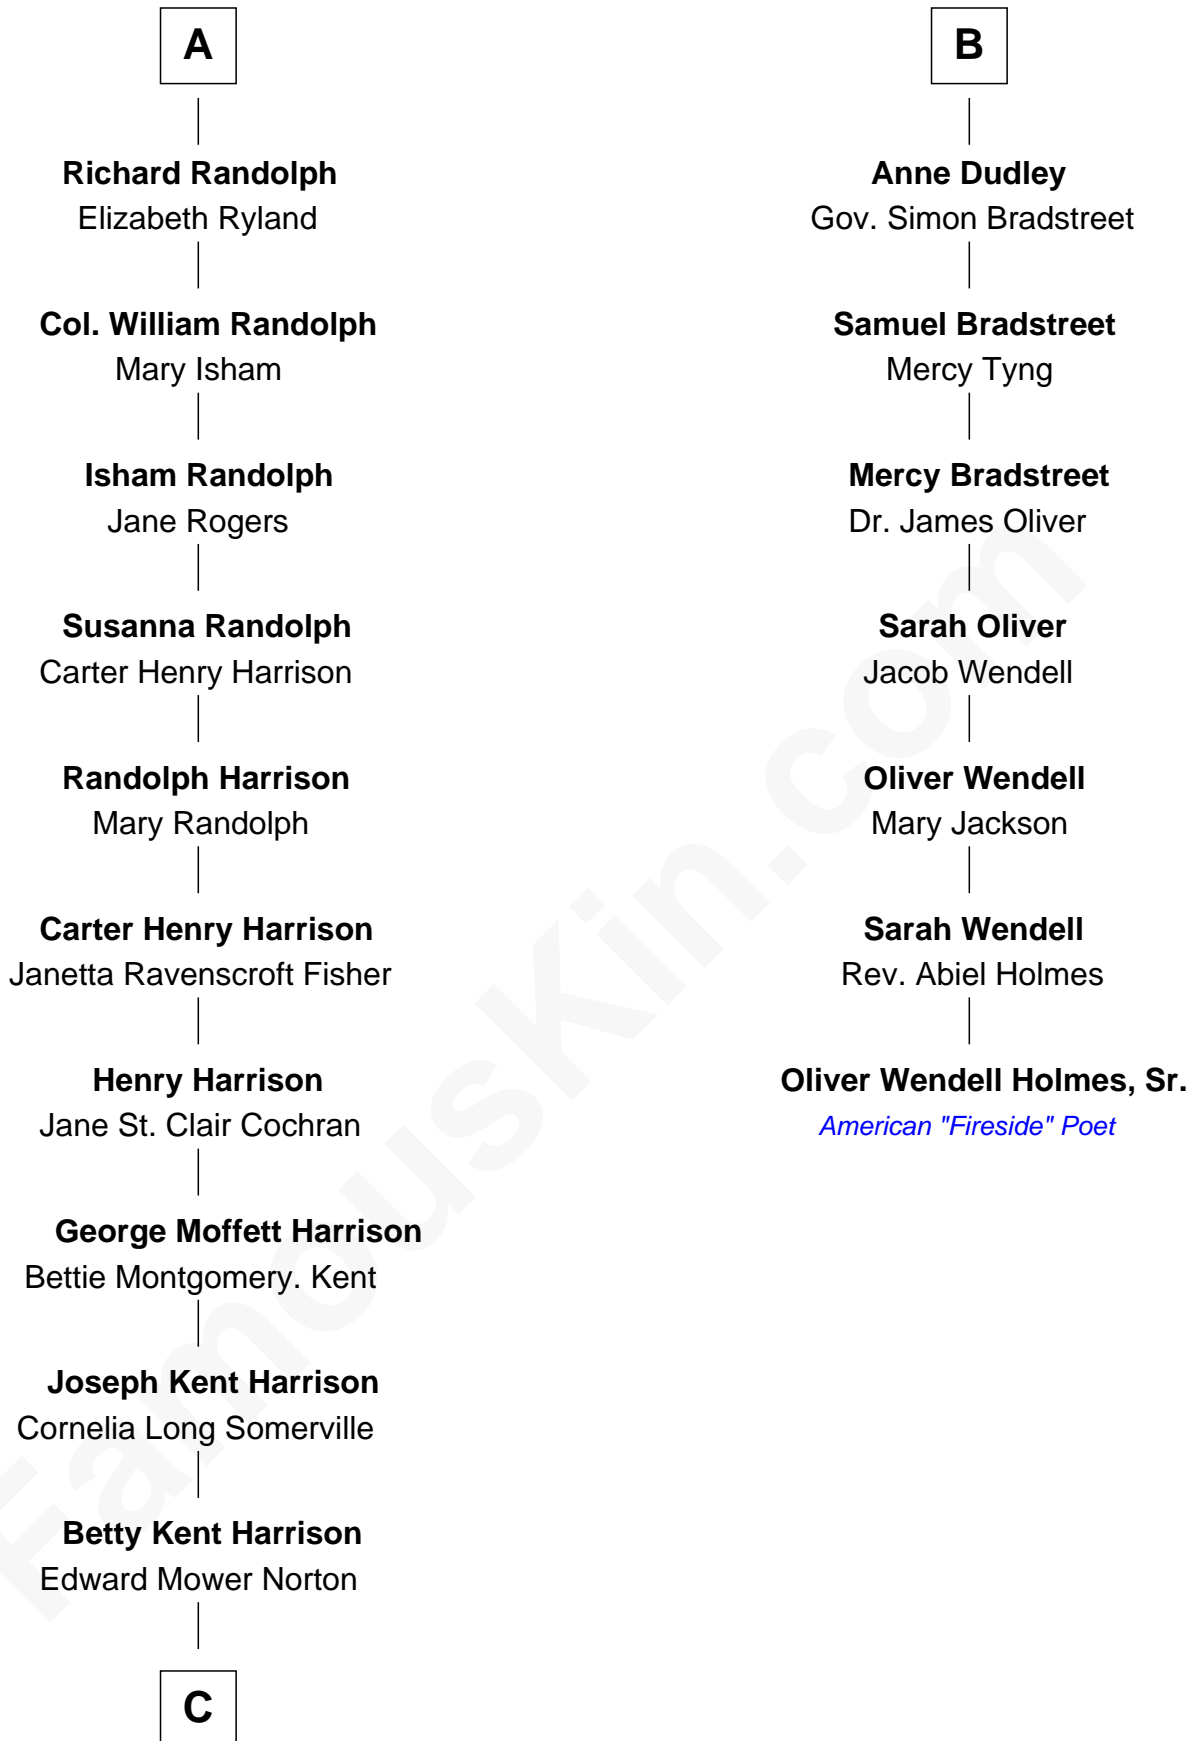 A
Richard Randolph
Elizabeth Ryland
Col. William Randolph
Mary Isham
Isham Randolph
Jane Rogers
Susanna Randolph
Carter Henry Harrison
Randolph Harrison
Mary Randolph
Carter Henry Harrison
Janetta Ravenscroft Fisher
Henry Harrison
Jane St. Clair Cochran
George Moffett Harrison
Bettie Montgomery. Kent
Joseph Kent Harrison
Cornelia Long Somerville
Betty Kent Harrison
Edward Mower Norton
C
B
Anne Dudley
Gov. Simon Bradstreet
Samuel Bradstreet
Mercy Tyng
Mercy Bradstreet
Dr. James Oliver
Sarah Oliver
Jacob Wendell
Oliver Wendell
Mary Jackson
Sarah Wendell
Rev. Abiel Holmes
Oliver Wendell Holmes, Sr.
American "Fireside" Poet
FamousKin.com